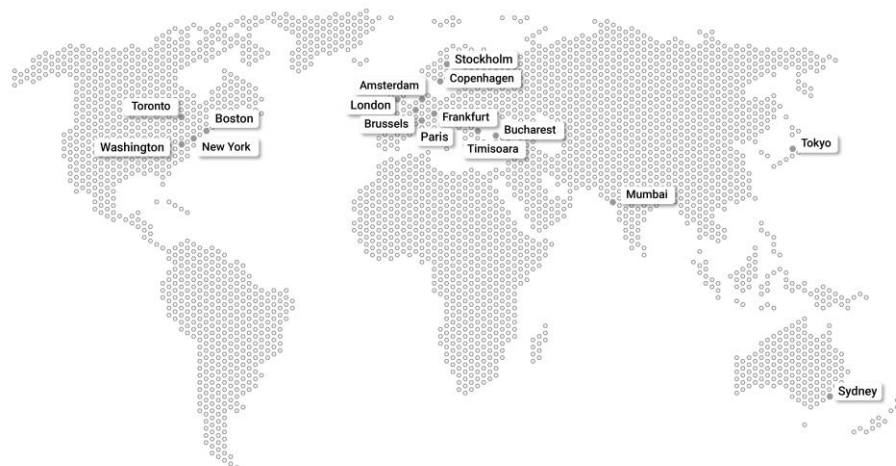 Stockholm
Copenhagen
Amsterdam
London
Brussels
Frankfurt
Paris
Bucharest
Timisoara
Toronto
Boston
Washington
New York
Tokyo
Mumbai
Sydney